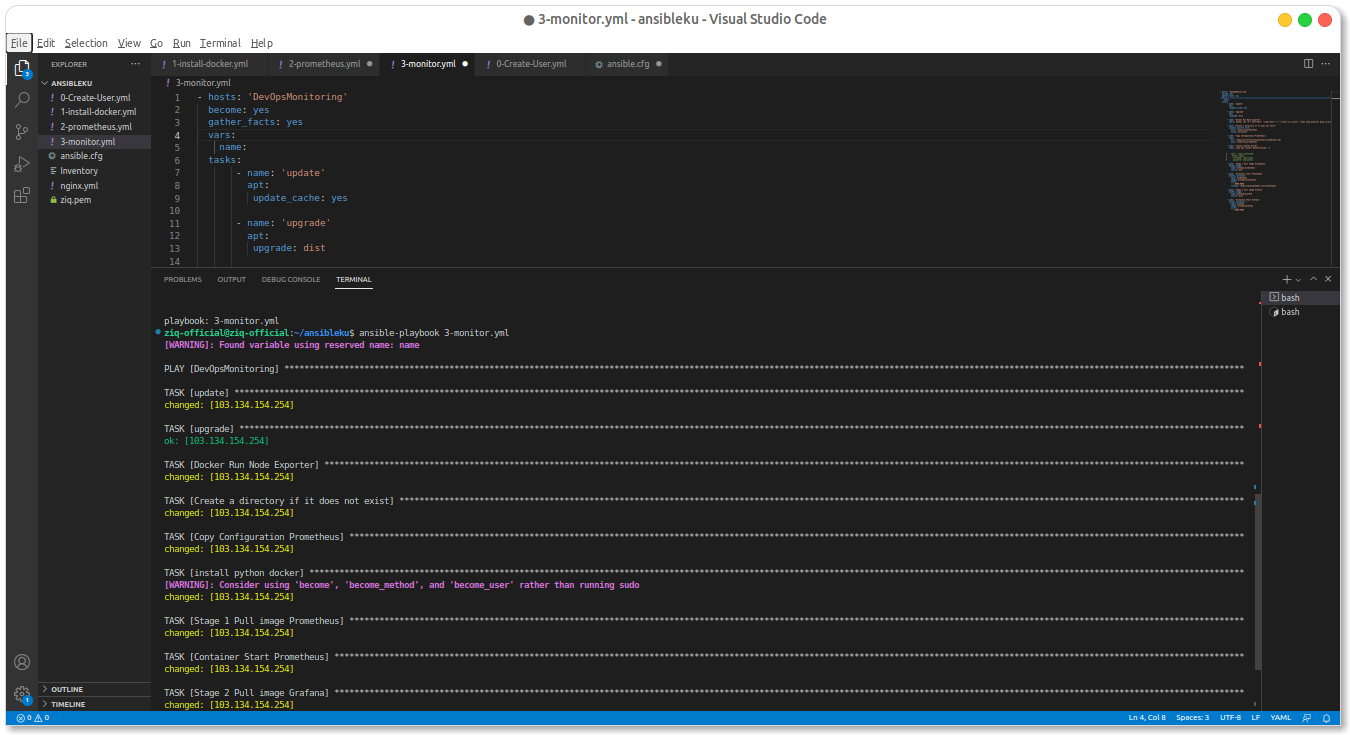 3-monitor.yml - ansibleku - Visual Studio Code
File Edit Selection View Go Run Terminal Help
EXPLORER
1-install-docker.yml 2-prometheus.yml 3-monitor.yml 0-Create-User.yml ansible.cfg
ANSIBLEKU
0-Create-User.yml
1-install-docker.yml
2-prometheus.yml
3-monitor.yml
ansible.cfg
Inventory
nginx.yml
ziq.pem
OUTLINE
TIMELINE
3
1
3-monitor.yml
1 - hosts: 'DevOpsMonitoring'
2 become: yes
3 gather_facts: yes
4 vars:
5 name:
6 tasks:
7 - name: 'update'
8 apt:
9 update_cache: yes
10
11 - name: 'upgrade'
12 apt:
13 upgrade: dist
14
PROBLEMS OUTPUT DEBUG CONSOLE TERMINAL
bash
bash
playbook: 3-monitor.yml
ziq-official@ziq-official:~/ansibleku$ ansible-playbook 3-monitor.yml
[WARNING]: Found variable using reserved name: name
PLAY [DevOpsMonitoring] ****************************************************************
TASK [update] ****************************************************************
changed: [103.134.154.254]
TASK [upgrade] ****************************************************************
ok: [103.134.154.254]
TASK [Docker Run Node Exporter] ****************************************************************
changed: [103.134.154.254]
TASK [Create a directory if it does not exist] ****************************************************************
changed: [103.134.154.254]
TASK [Copy Configuration Prometheus] ****************************************************************
changed: [103.134.154.254]
TASK [install python docker] ****************************************************************
[WARNING]: Consider using 'become', 'become_method', and 'become_user' rather than running sudo
changed: [103.134.154.254]
TASK [Stage 1 Pull image Prometheus] ****************************************************************
changed: [103.134.154.254]
TASK [Container Start Prometheus] ****************************************************************
changed: [103.134.154.254]
TASK [Stage 2 Pull image Grafana] ****************************************************************
changed: [103.134.154.254]
0 0 Ln 4, Col 8 Spaces: 3 UTF-8 LF YAML